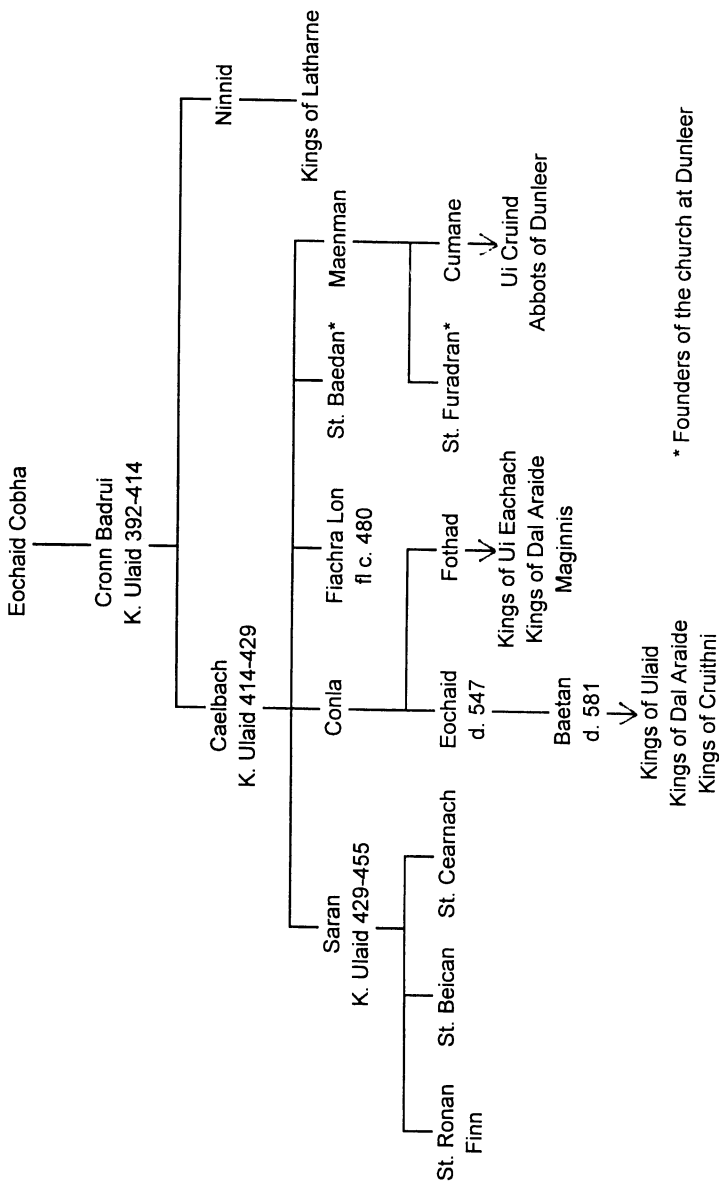 Eochaid Cobha
Cronn Badrui
K. Ulaid 392-414
Caelbach
K. Ulaid 414-429
Ninnid
Saran
K. Ulaid 429-455
Conla
Fiachra Lon
fl c. 480
St. Baedan*
Maenman
Kings of Latharne
St. Ronan
Finn
St. Beican
St. Cearnach
Eochaid
d. 547
Fothad
St. Furadran*
Cumane
Baetan
d. 581
Kings of Ui Eachach
Kings of Dal Araide
Maginnis
Ui Cruind
Abbots of Dunleer
Kings of Ulaid
Kings of Dal Araide
Kings of Cruithni
* Founders of the church at Dunleer